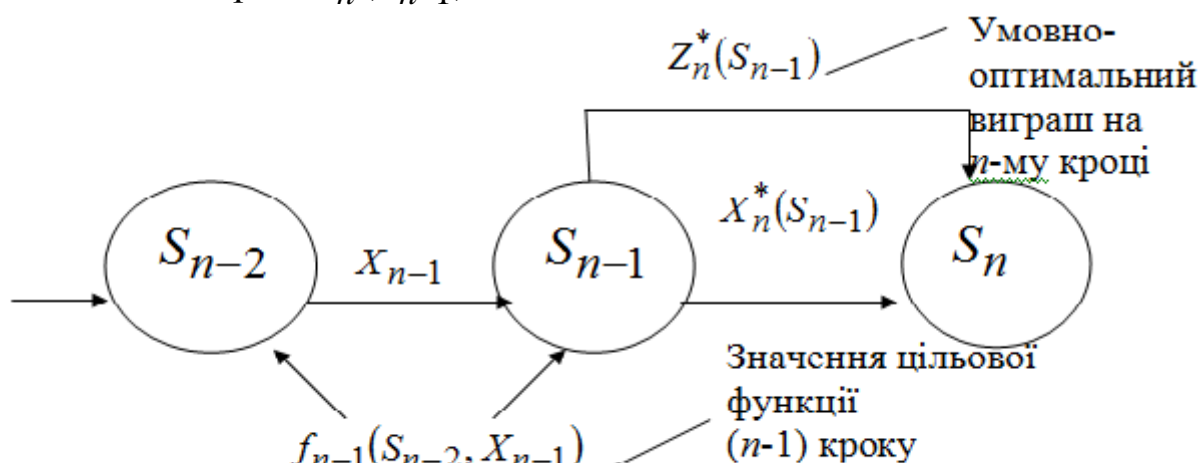 Z*n(Sn−1)
Умовно-
оптимальний
виграш на
n-му кроці
Sn−2
Xn−1
Sn−1
X*n(Sn−1)
Sn
Значення цільової
функції
(n-1) кроку
fn−1(Sn−2, Xn−1)